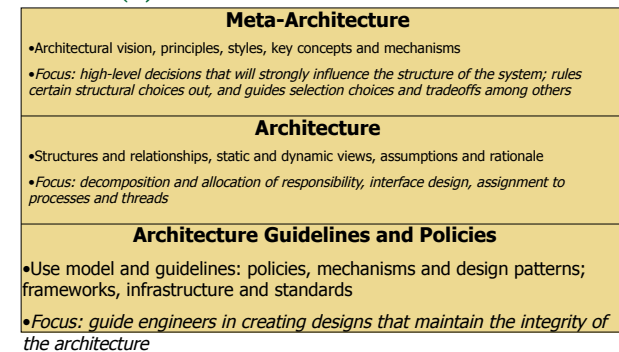 Meta-Architecture
•Architectural vision, principles, styles, key concepts and mechanisms
•Focus: high-level decisions that will strongly influence the structure of the system; rules
certain structural choices out, and guides selection choices and tradeoffs among others
Architecture
•Structures and relationships, static and dynamic views, assumptions and rationale
•Focus: decomposition and allocation of responsibility, interface design, assignment to
processes and threads
Architecture Guidelines and Policies
•Use model and guidelines: policies, mechanisms and design patterns;
frameworks, infrastructure and standards
•Focus: guide engineers in creating designs that maintain the integrity of
the architecture